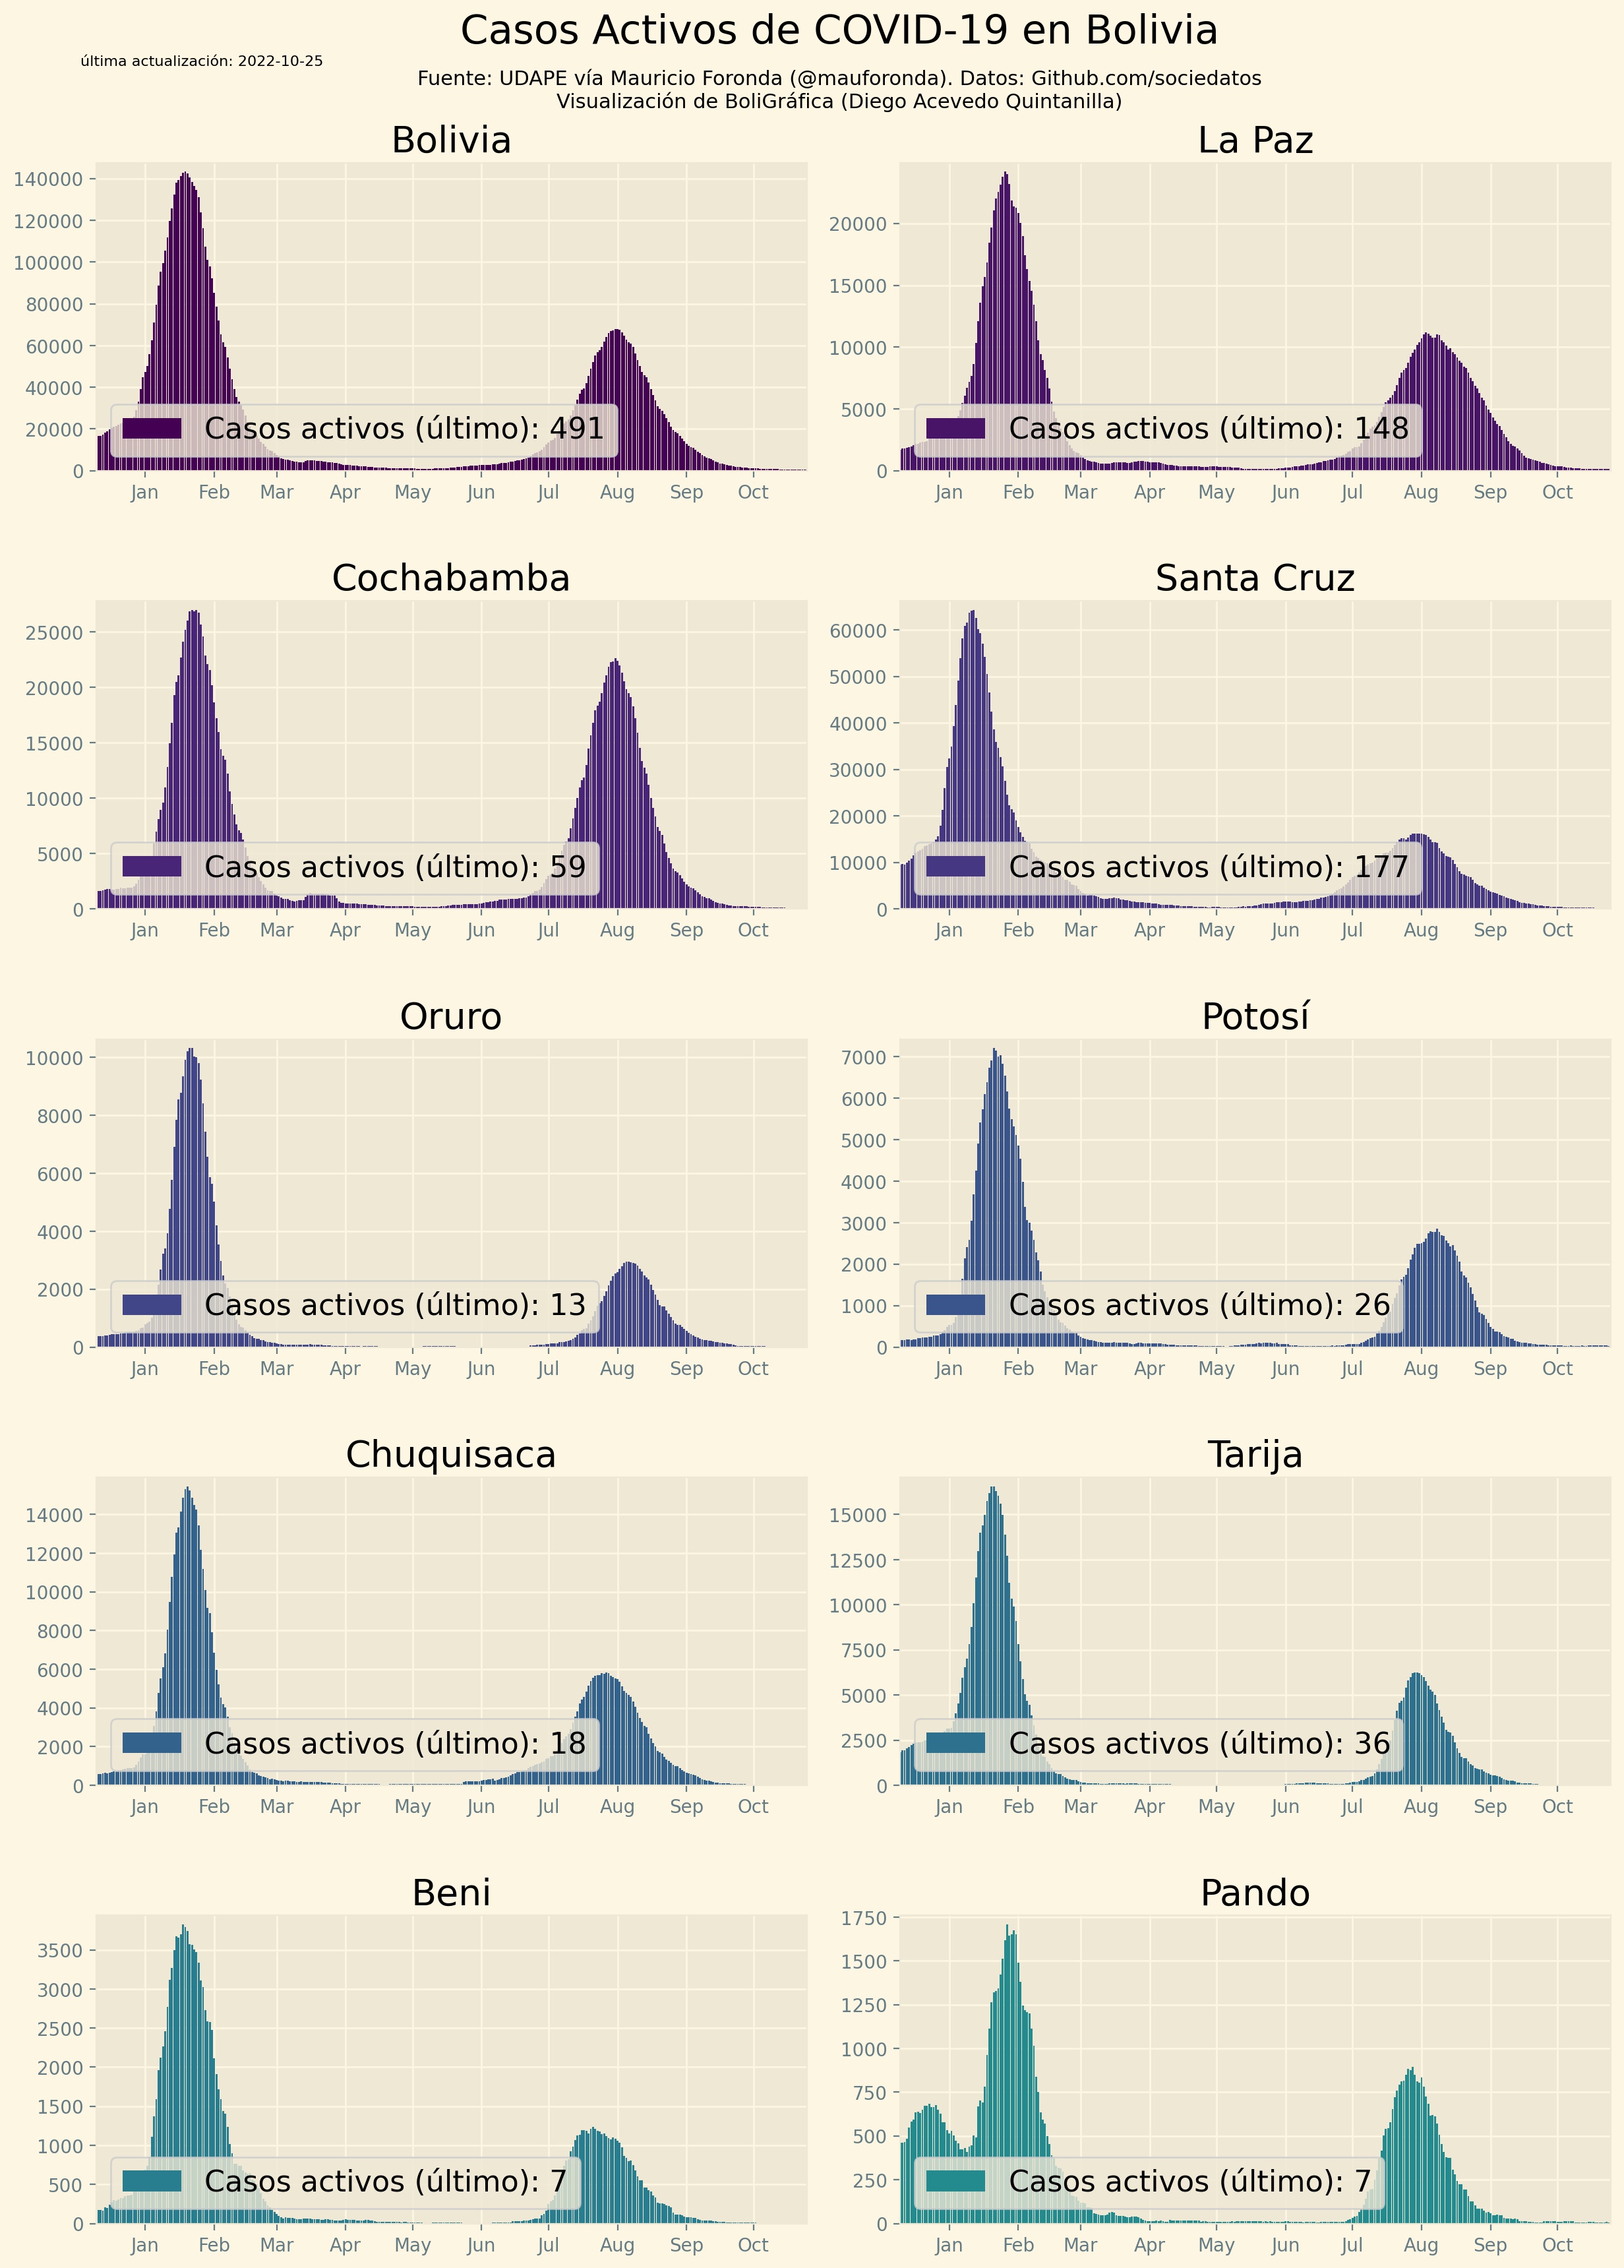 Casos Activos de COVID-19 en Bolivia
última actualización: 2022-10-25
Fuente: UDAPE vía Mauricio Foronda (@mauforonda). Datos: Github.com/sociedatos
Visualización de BoliGráfica (Diego Acevedo Quintanilla)
Bolivia
140000
120000
100000
80000
60000
40000
20000
0
Casos activos (último): 491
Jan Feb Mar Apr May Jun Jul Aug Sep Oct
La Paz
20000
15000
10000
5000
0
Casos activos (último): 148
Jan Feb Mar Apr May Jun Jul Aug Sep Oct
Cochabamba
25000
20000
15000
10000
5000
0
Casos activos (último): 59
Jan Feb Mar Apr May Jun Jul Aug Sep Oct
Santa Cruz
60000
50000
40000
30000
20000
10000
0
Casos activos (último): 177
Jan Feb Mar Apr May Jun Jul Aug Sep Oct
Oruro
10000
8000
6000
4000
2000
0
Casos activos (último): 13
Jan Feb Mar Apr May Jun Jul Aug Sep Oct
Potosí
7000
6000
5000
4000
3000
2000
1000
0
Casos activos (último): 26
Jan Feb Mar Apr May Jun Jul Aug Sep Oct
Chuquisaca
14000
12000
10000
8000
6000
4000
2000
0
Casos activos (último): 18
Jan Feb Mar Apr May Jun Jul Aug Sep Oct
Tarija
15000
12500
10000
7500
5000
2500
0
Casos activos (último): 36
Jan Feb Mar Apr May Jun Jul Aug Sep Oct
Beni
3500
3000
2500
2000
1500
1000
500
0
Casos activos (último): 7
Jan Feb Mar Apr May Jun Jul Aug Sep Oct
Pando
1750
1500
1250
1000
750
500
250
0
Casos activos (último): 7
Jan Feb Mar Apr May Jun Jul Aug Sep Oct